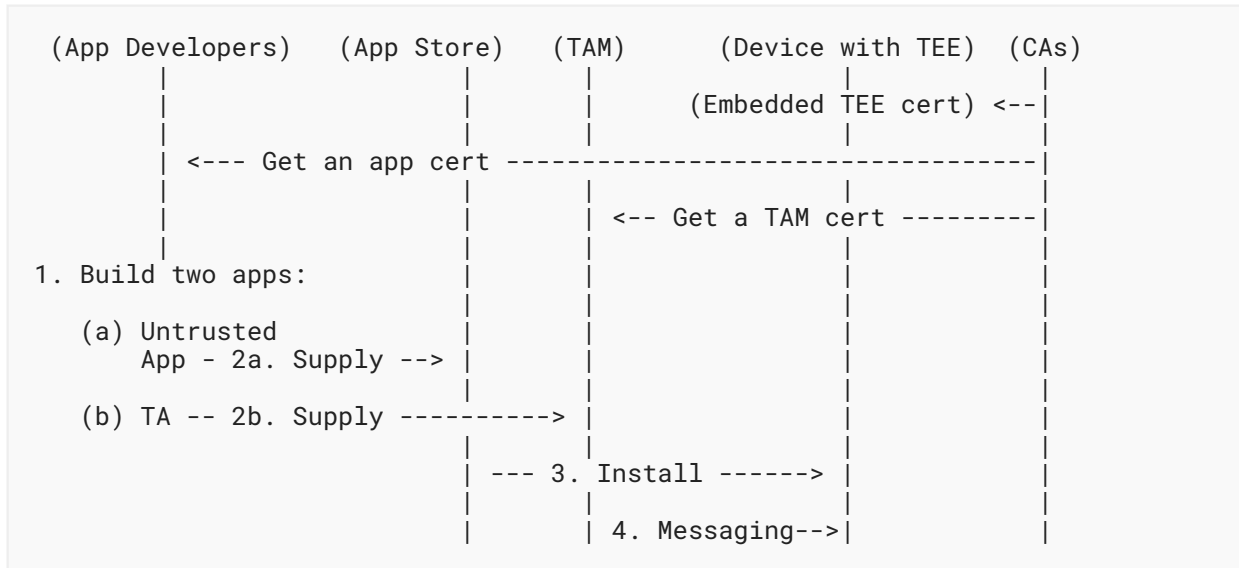 (App Developers) (App Store) (TAM) (Device with TEE) (CAs)
(Embedded TEE cert) <--
<--- Get an app cert -----------------------------------
<-- Get a TAM cert ---------
1. Build two apps:
(a) Untrusted
App - 2a. Supply -->
(b) TA -- 2b. Supply ---------->
--- 3. Install ------>
4. Messaging-->